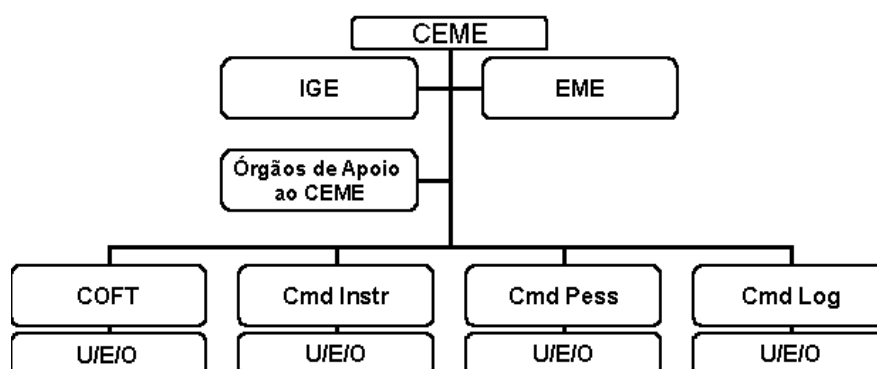 CEME
IGE
EME
Órgãos de Apoio
ao CEME
COFT
Cmd Instr
Cmd Pess
Cmd Log
U/E/O
U/E/O
U/E/O
U/E/O